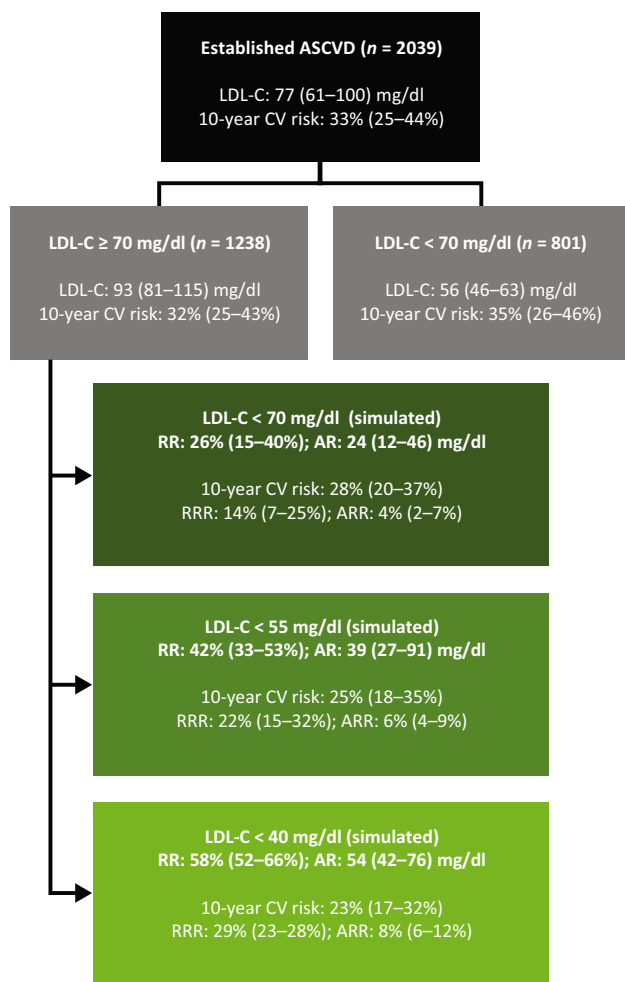 Established ASCVD (n = 2039)
LDL-C: 77 (61–100) mg/dl
10-year CV risk: 33% (25–44%)
LDL-C ≥ 70 mg/dl (n = 1238)
LDL-C: 93 (81–115) mg/dl
10-year CV risk: 32% (25–43%)
LDL-C < 70 mg/dl (n = 801)
LDL-C: 56 (46–63) mg/dl
10-year CV risk: 35% (26–46%)
LDL-C < 70 mg/dl (simulated)
RR: 26% (15–40%); AR: 24 (12–46) mg/dl
10-year CV risk: 28% (20–37%)
RRR: 14% (7–25%); ARR: 4% (2–7%)
LDL-C < 55 mg/dl (simulated)
RR: 42% (33–53%); AR: 39 (27–91) mg/dl
10-year CV risk: 25% (18–35%)
RRR: 22% (15–32%); ARR: 6% (4–9%)
LDL-C < 40 mg/dl (simulated)
RR: 58% (52–66%); AR: 54 (42–76) mg/dl
10-year CV risk: 23% (17–32%)
RRR: 29% (23–28%); ARR: 8% (6–12%)